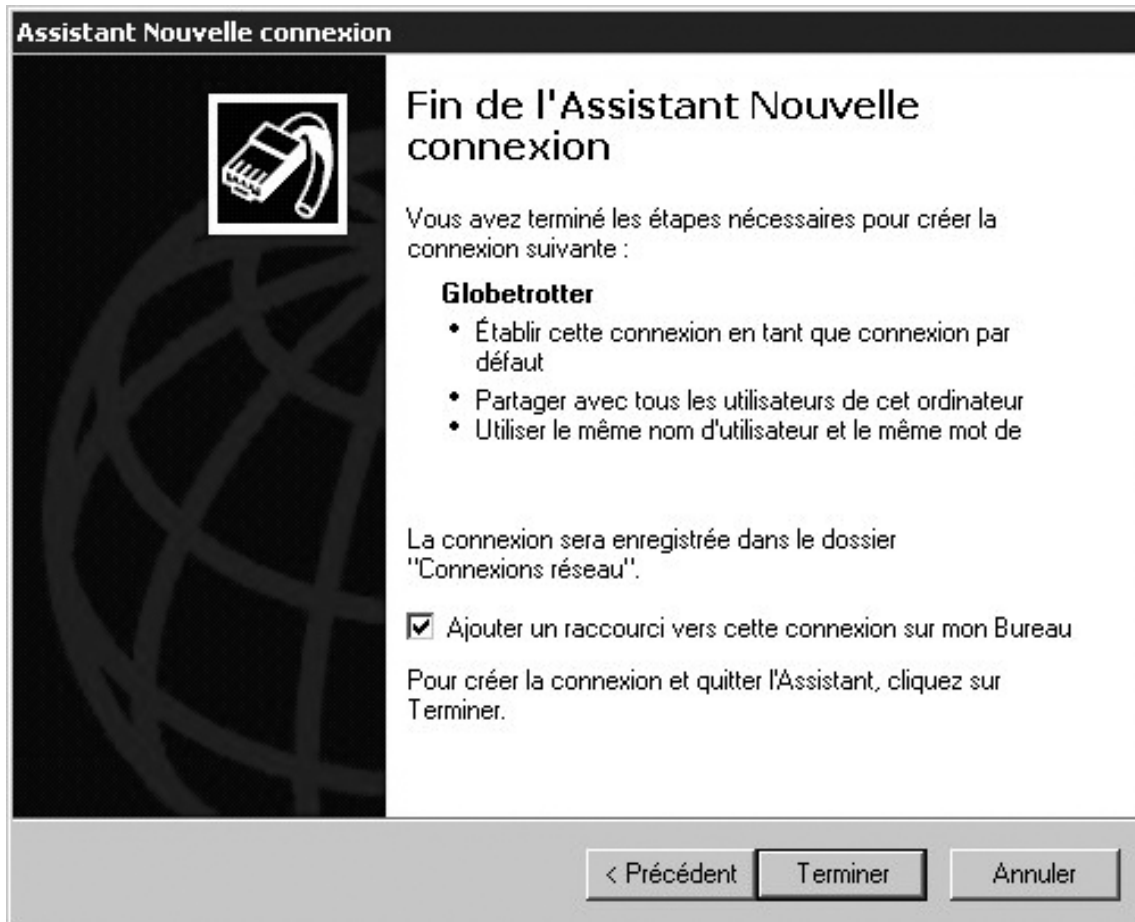 Assistant Nouvelle connexion
Fin de l'Assistant Nouvelle
connexion
Vous avez terminé les étapes nécessaires pour créer la
connexion suivante :
Globetrotter
• Établir cette connexion en tant que connexion par
défaut
• Partager avec tous les utilisateurs de cet ordinateur
• Utiliser le même nom d'utilisateur et le même mot de
La connexion sera enregistrée dans le dossier
"Connexions réseau".
Ajouter un raccourci vers cette connexion sur mon Bureau
Pour créer la connexion et quitter l'Assistant, cliquez sur
Terminer.
< Précédent Terminer Annuler